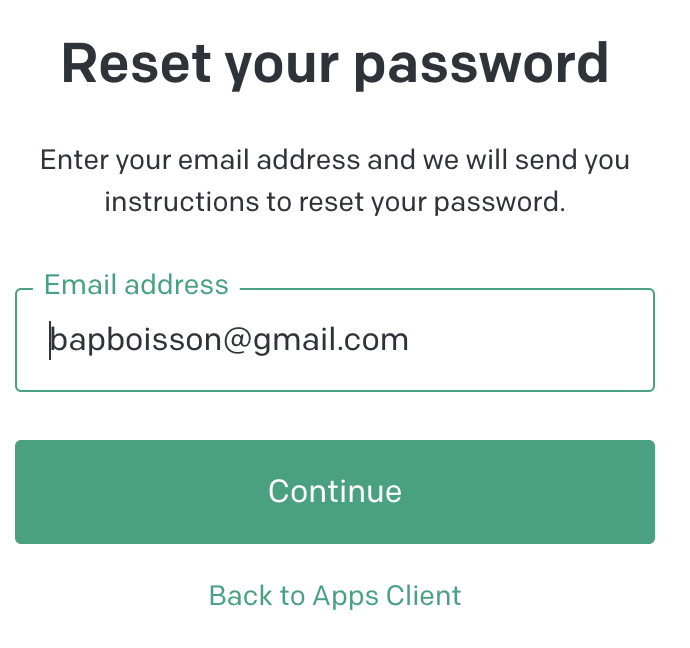 Reset your password
Enter your email address and we will send you
instructions to reset your password.
Email address
bapboisson@gmail.com
Continue
Back to Apps Client